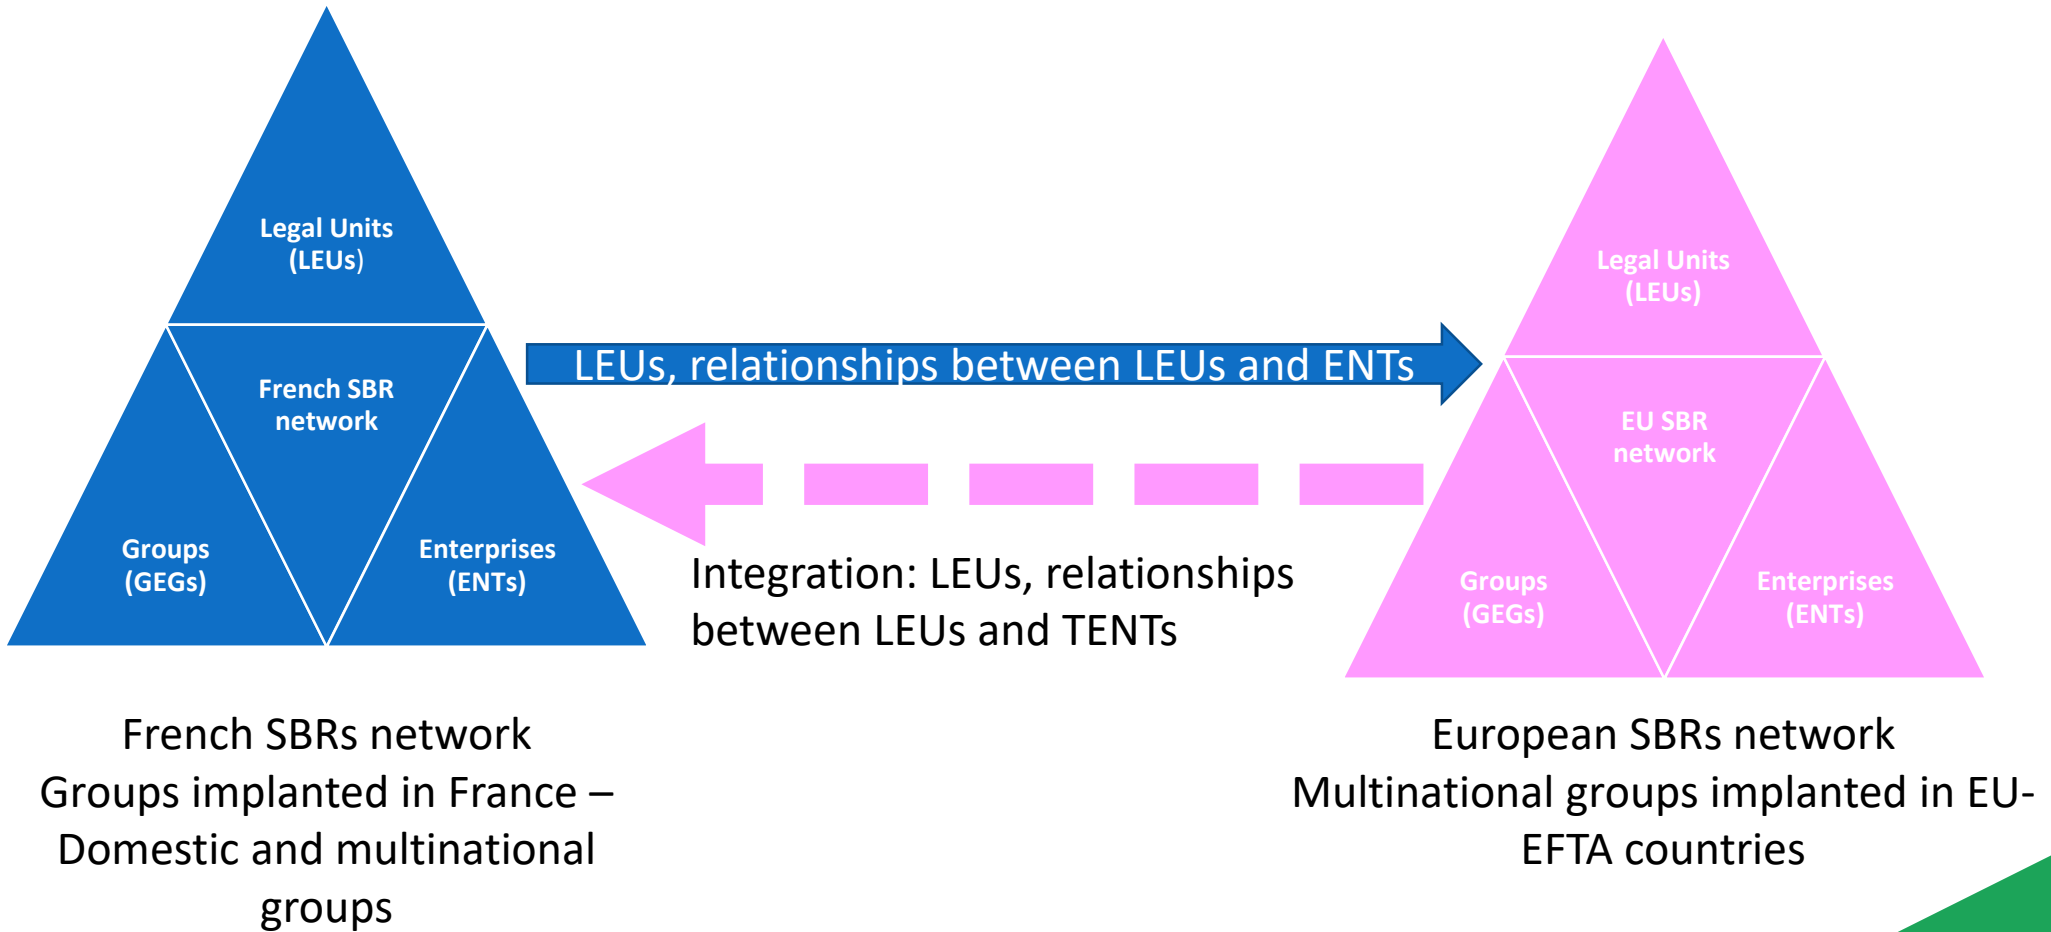 Legal Units
(LEUs)
French SBR
network
Groups
(GEGs)
Enterprises
(ENTs)
LEUs, relationships between LEUs and ENTs
Integration: LEUs, relationships
between LEUs and TENTs
Legal Units
(LEUs)
EU SBR
network
Groups
(GEGs)
Enterprises
(ENTs)
French SBRs network
Groups implanted in France –
Domestic and multinational
groups
European SBRs network
Multinational groups implanted in EU-
EFTA countries